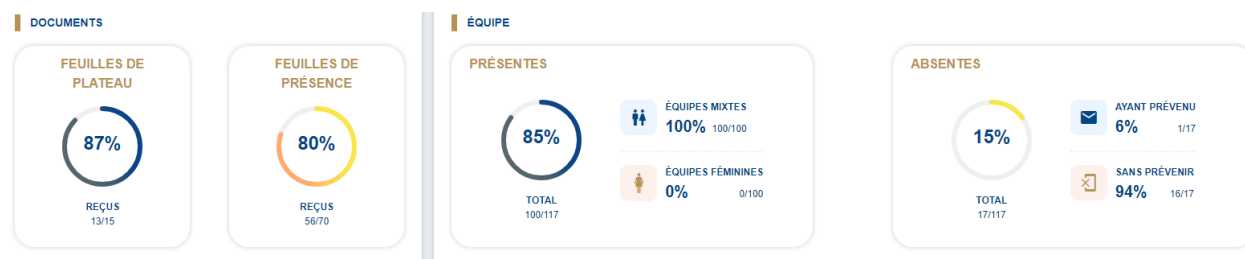 DOCUMENTS
FEUILLES DE
PLATEAU
87%
REÇUS
13/15
FEUILLES DE
PRÉSENCE
80%
REÇUS
56/70
ÉQUIPE
PRÉSENTES
85%
TOTAL
100/117
ÉQUIPES MIXTES
100% 100/100
ÉQUIPES FÉMININES
0% 0/100
ABSENTES
15%
TOTAL
17/117
AYANT PRÉVENU
6% 1/17
SANS PRÉVENIR
94% 16/17